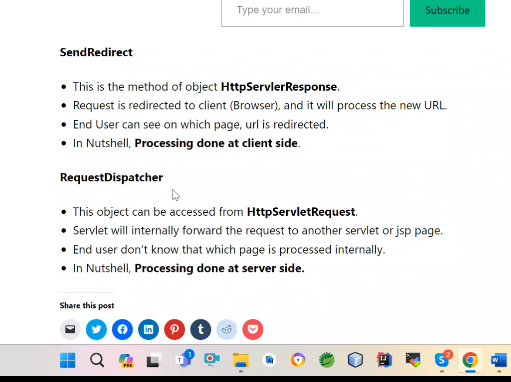 Type your email…
Subscribe
SendRedirect
This is the method of object HttpServlerResponse.
Request is redirected to client (Browser), and it will process the new URL.
End User can see on which page, url is redirected.
In Nutshell, Processing done at client side.
RequestDispatcher
This object can be accessed from HttpServletRequest.
Servlet will internally forward the request to another servlet or jsp page.
End user don't know that which page is processed internally.
In Nutshell, Processing done at server side.
Share this post
PRE
1
2